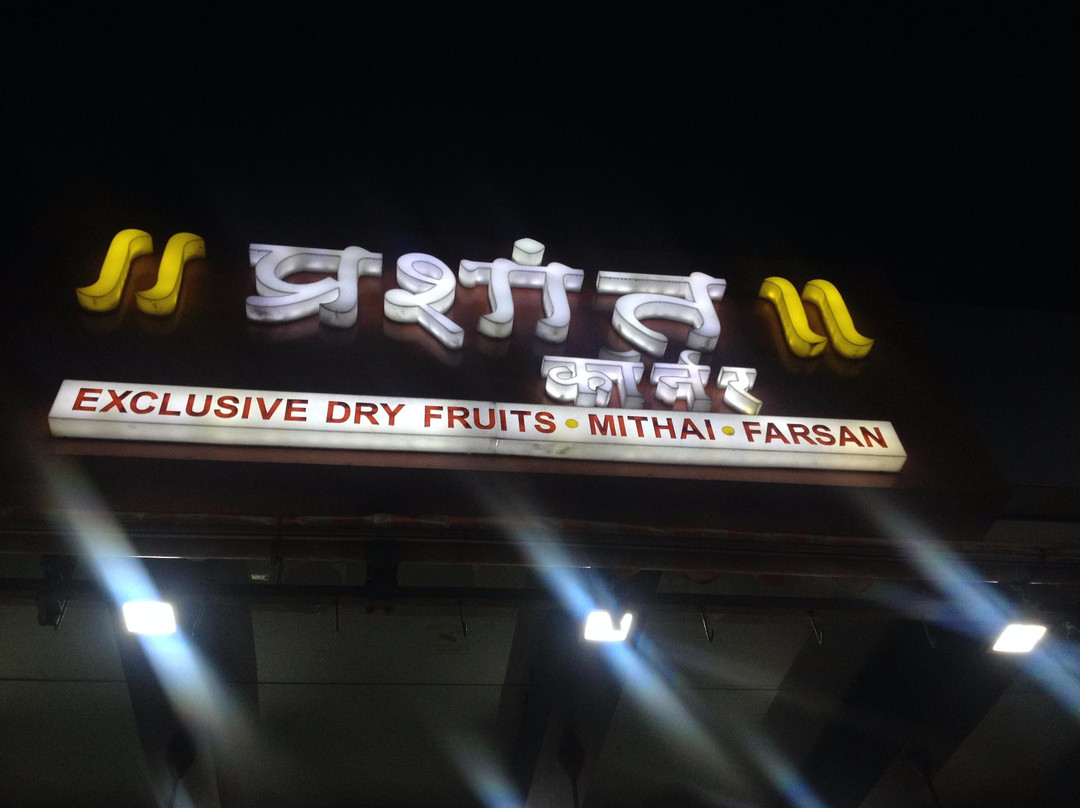 ॥ प्रशांत ॥
कॉर्नर
EXCLUSIVE DRY FRUITS • MITHAI • FARSAN